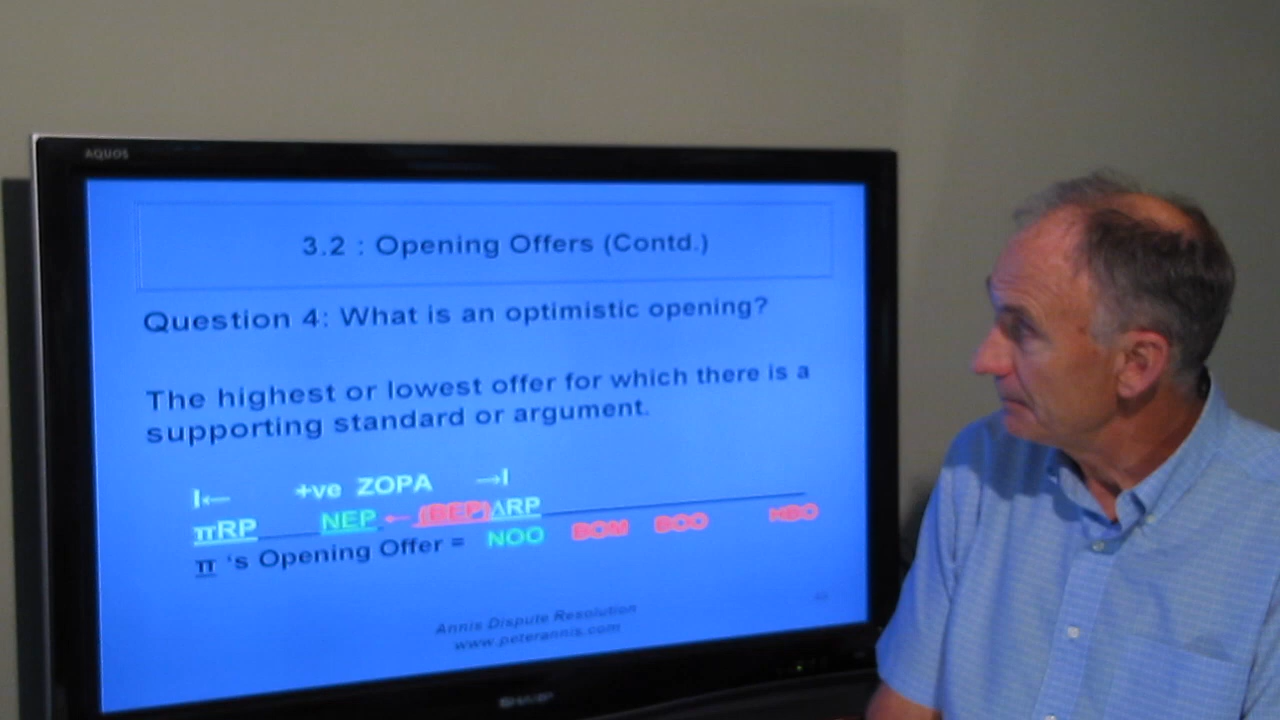 AQUOS
3.2 : Opening Offers (Contd.)
Question 4: What is an optimistic opening?
The highest or lowest offer for which there is a
supporting standard or argument.
I← +ve ZOPA →I
πRP NEP ← (BEP)ΔRP
π 's Opening Offer = NOO BOM BOO
Annis Dispute Resolution
www.peterannis.com
SHARP